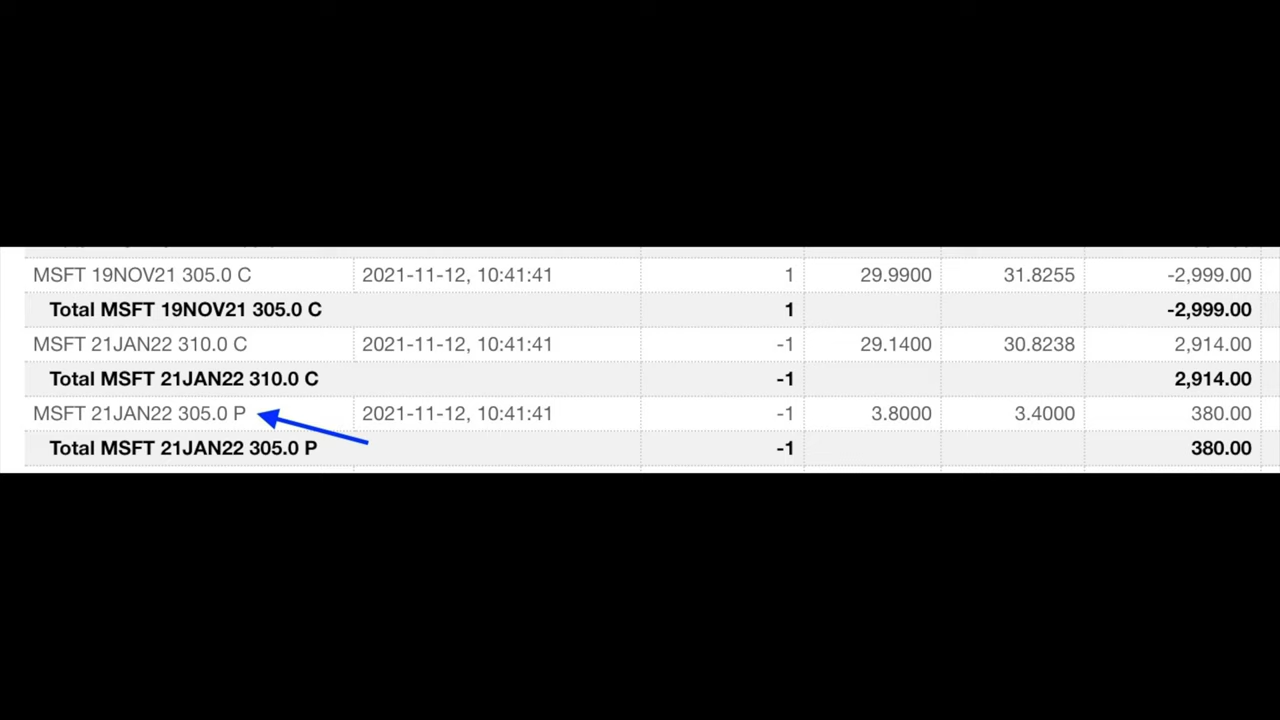 MSFT 19NOV21 305.0 C 2021-11-12, 10:41:41 1 29.9900 31.8255 -2,999.00
Total MSFT 19NOV21 305.0 C 1 -2,999.00
MSFT 21JAN22 310.0 C 2021-11-12, 10:41:41 -1 29.1400 30.8238 2,914.00
Total MSFT 21JAN22 310.0 C -1 2,914.00
MSFT 21JAN22 305.0 P 2021-11-12, 10:41:41 -1 3.8000 3.4000 380.00
Total MSFT 21JAN22 305.0 P -1 380.00